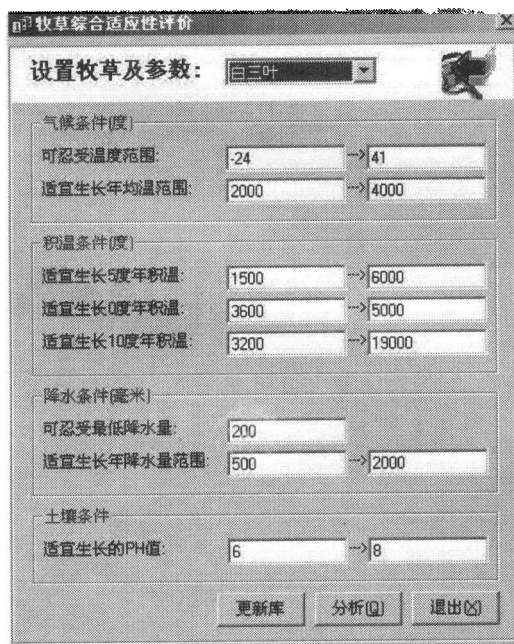 牧草综合适应性评价
设置牧草及参数: 白三叶
气候条件(度)
可忍受温度范围: -24 --> 41
适宜生长年均温范围: 2000 --> 4000
积温条件(度)
适宜生长5度年积温: 1500 --> 6000
适宜生长0度年积温: 3600 --> 5000
适宜生长10度年积温: 3200 --> 19000
降水条件(毫米)
可忍受最低降水量: 200
适宜生长年降水量范围: 500 --> 2000
土壤条件
适宜生长的PH值: 6 --> 8
更新库 分析(Q) 退出(X)